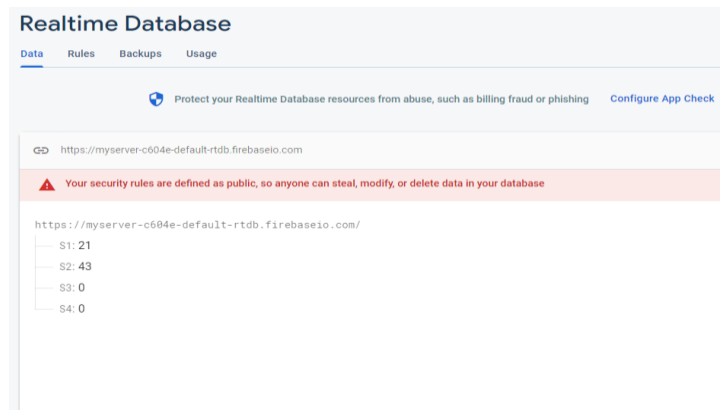 Realtime Database
Data Rules Backups Usage
Protect your Realtime Database resources from abuse, such as billing fraud or phishing Configure App Check
https://myserver-c604e-default-rtdb.firebaseio.com
Your security rules are defined as public, so anyone can steal, modify, or delete data in your database
https://myserver-c604e-default-rtdb.firebaseio.com/
S1: 21
S2: 43
S3: 0
S4: 0